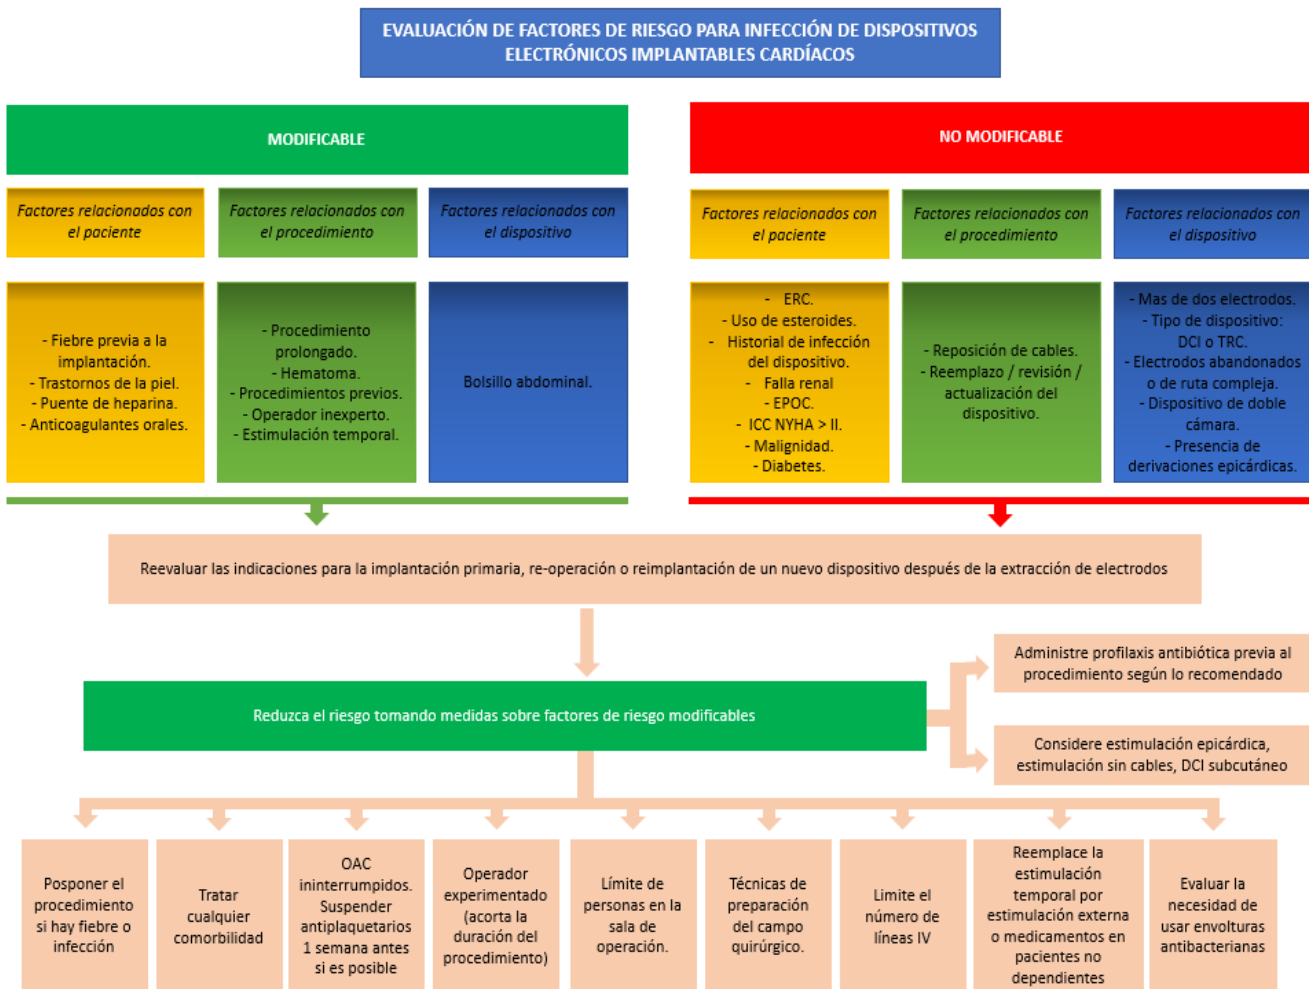 EVALUACIÓN DE FACTORES DE RIESGO PARA INFECCIÓN DE DISPOSITIVOS
ELECTRÓNICOS IMPLANTABLES CARDÍACOS
MODIFICABLE
Factores relacionados con
el paciente
Factores relacionados con
el procedimiento
Factores relacionados con
el dispositivo
- Fiebre previa a la
implantación.
- Trastornos de la piel.
- Puente de heparina.
- Anticoagulantes orales.
- Procedimiento
prolongado.
- Hematoma.
- Procedimientos previos.
- Operador inexperto.
- Estimulación temporal.
Bolsillo abdominal.
NO MODIFICABLE
Factores relacionados con
el paciente
Factores relacionados con
el procedimiento
Factores relacionados con
el dispositivo
- ERC.
- Uso de esteroides.
- Historial de infección
del dispositivo.
- Falla renal
- EPOC.
- ICC NYHA > II.
- Malignidad.
- Diabetes.
- Reposición de cables.
- Reemplazo / revisión /
actualización del
dispositivo.
- Mas de dos electrodos.
- Tipo de dispositivo:
DCI o TRC.
- Electrodos abandonados
o de ruta compleja.
- Dispositivo de doble
cámara.
- Presencia de
derivaciones epicárdicas.
Reevaluar las indicaciones para la implantación primaria, re-operación o reimplantación de un nuevo dispositivo después de la extracción de electrodos
Reduzca el riesgo tomando medidas sobre factores de riesgo modificables
Administre profilaxis antibiótica previa al
procedimiento según lo recomendado
Considere estimulación epicárdica,
estimulación sin cables, DCI subcutáneo
Posponer el
procedimiento
si hay fiebre o
infección
Tratar
cualquier
comorbilidad
OAC
ininterrumpidos.
Suspender
antiplaquetarios
1 semana antes
si es posible
Operador
experimentado
(acorta la
duración del
procedimiento)
Límite de
personas en la
sala de
operación.
Técnicas de
preparación
del campo
quirúrgico.
Limite el
número de
líneas IV
Reemplace la
estimulación
temporal por
estimulación externa
o medicamentos en
pacientes no
dependientes
Evaluar la
necesidad de
usar envolturas
antibacterianas